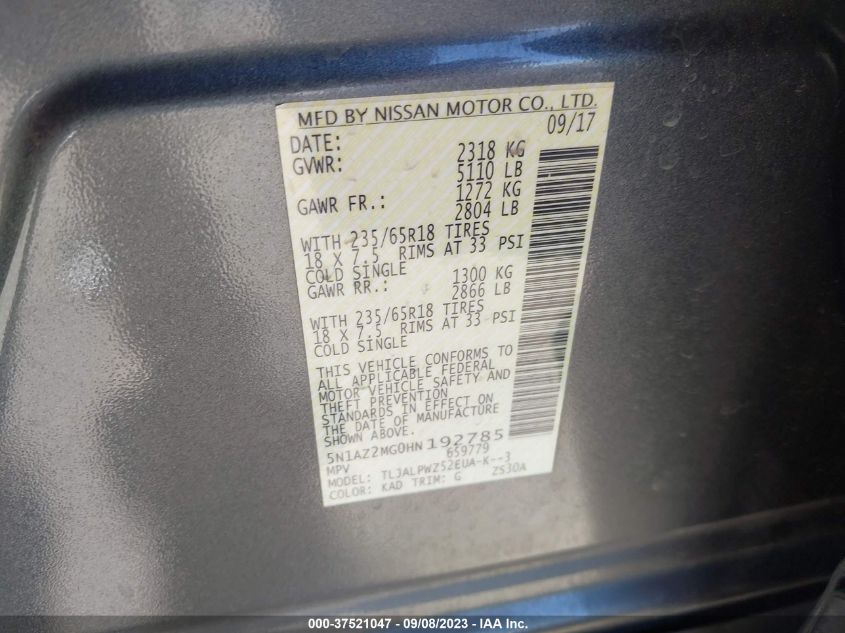 MFD BY NISSAN MOTOR CO., LTD.
DATE: 09/17
GVWR: 2318 KG
5110 LB
GAWR FR.: 1272 KG
2804 LB
WITH 235/65R18 TIRES
18 X 7.5 RIMS AT 33 PSI
COLD SINGLE
GAWR RR.: 1300 KG
2866 LB
WITH 235/65R18 TIRES
18 X 7.5 RIMS AT 33 PSI
COLD SINGLE
THIS VEHICLE CONFORMS TO
ALL APPLICABLE FEDERAL
MOTOR VEHICLE SAFETY AND
THEFT PREVENTION
STANDARDS IN EFFECT ON
THE DATE OF MANUFACTURE
SHOWN ABOVE.
5N1AZ2MG0HN192785
MPV 659779
MODEL: TLJALPWZ52EUA-K--3
COLOR: KAD TRIM: G ZS30A
000-37521047 - 09/08/2023 - IAA Inc.